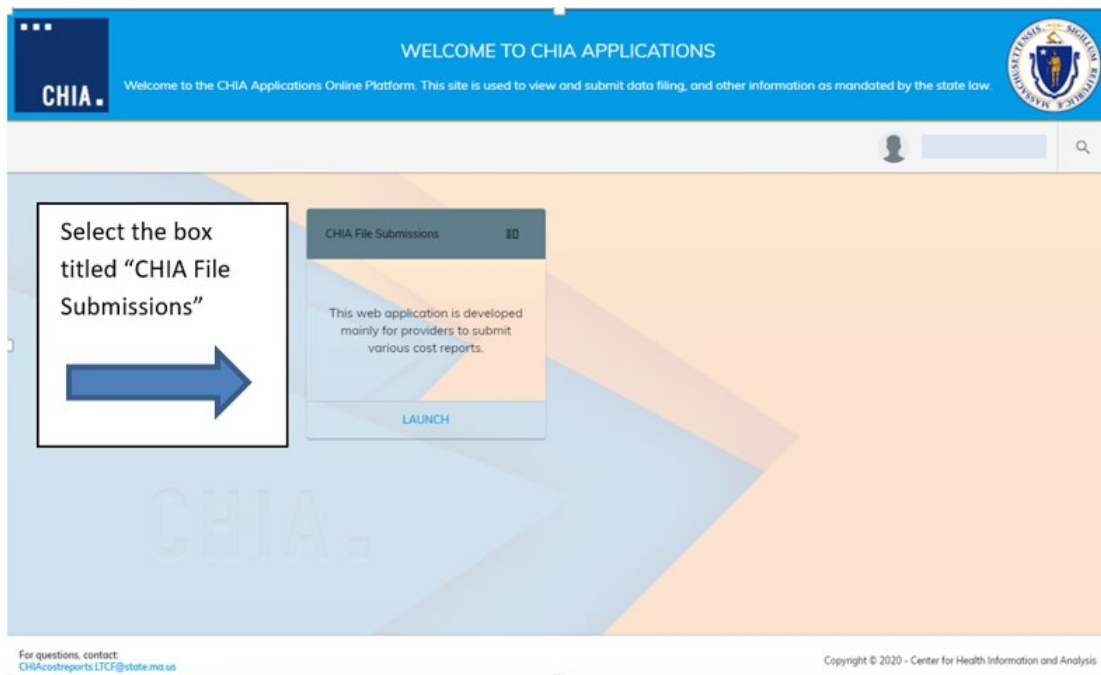 WELCOME TO CHIA APPLICATIONS
CHIA.
Welcome to the CHIA Applications Online Platform. This site is used to view and submit data filing, and other information as mandated by the state law.
Select the box
titled “CHIA File
Submissions”
CHIA File Submissions
This web application is developed
mainly for providers to submit
various cost reports.
LAUNCH
CHIA.
For questions, contact:
CHIAcostreports.LTCF@state.ma.us
Copyright © 2020 - Center for Health Information and Analysis